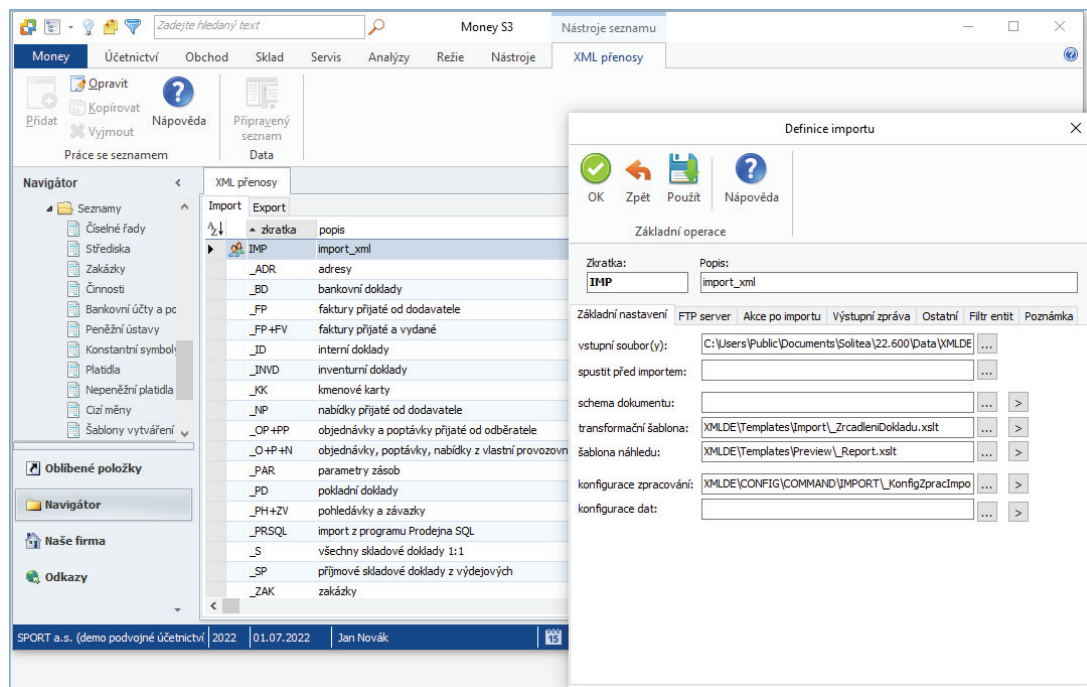 Zadejte hledaný text
Money S3
Nástroje seznamu
Money Účetnictví Obchod Sklad Servis Analýzy Režie Nástroje XML přenosy
Přidat
Opravit
Kopírovat
Vyjmout
Nápověda
Práce se seznamem
Připravený
seznam
Data
Navigátor
Seznamy
Číselné řady
Střediska
Zakázky
Činnosti
Bankovní účty a po
Peněžní ústavy
Konstantní symboly
Platidla
Nepeněžní platidla
Cizí měny
Šablony vytváření
Oblíbené položky
Navigátor
Naše firma
Odkazy
XML přenosy
Import Export
zkratka popis
IMP import_xml
_ADR adresy
_BD bankovní doklady
_FP faktury přijaté od dodavatele
_FP+FV faktury přijaté a vydané
_ID interní doklady
_INVD inventurní doklady
_KK kmenové karty
_NP nabídky přijaté od dodavatele
_OP+PP objednávky a poptávky přijaté od odběratele
_O+P+N objednávky, poptávky, nabídky z vlastní provozovn
_PAR parametry zásob
_PD pokladní doklady
_PH+ZV pohledávky a závazky
_PRSQL import z programu Prodejna SQL
_S všechny skladové doklady 1:1
_SP příjmové skladové doklady z výdejových
_ZAK zakázky
SPORT a.s. (demo podvojné účetnictví 2022 01.07.2022 Jan Novák 15
Definice importu
OK Zpět Použít Nápověda
Základní operace
Zkratka: Popis:
IMP import_xml
Základní nastavení FTP server Akce po importu Výstupní zpráva Ostatní Filtr entit Poznámka
vstupní soubor(y): C:\Users\Public\Documents\Solitea\22.600\Data\XMLDE ...
spustit před importem: ...
schema dokumentu: ... >
transformační šablona: XMLDE\Templates\Import\_ZrcadleniDokladu.xslt ... >
šablona náhledu: XMLDE\Templates\Preview\_Report.xslt ... >
konfigurace zpracování: XMLDE\CONFIG\COMMAND\IMPORT\_KonfigZpracImpo ... >
konfigurace dat: ... >